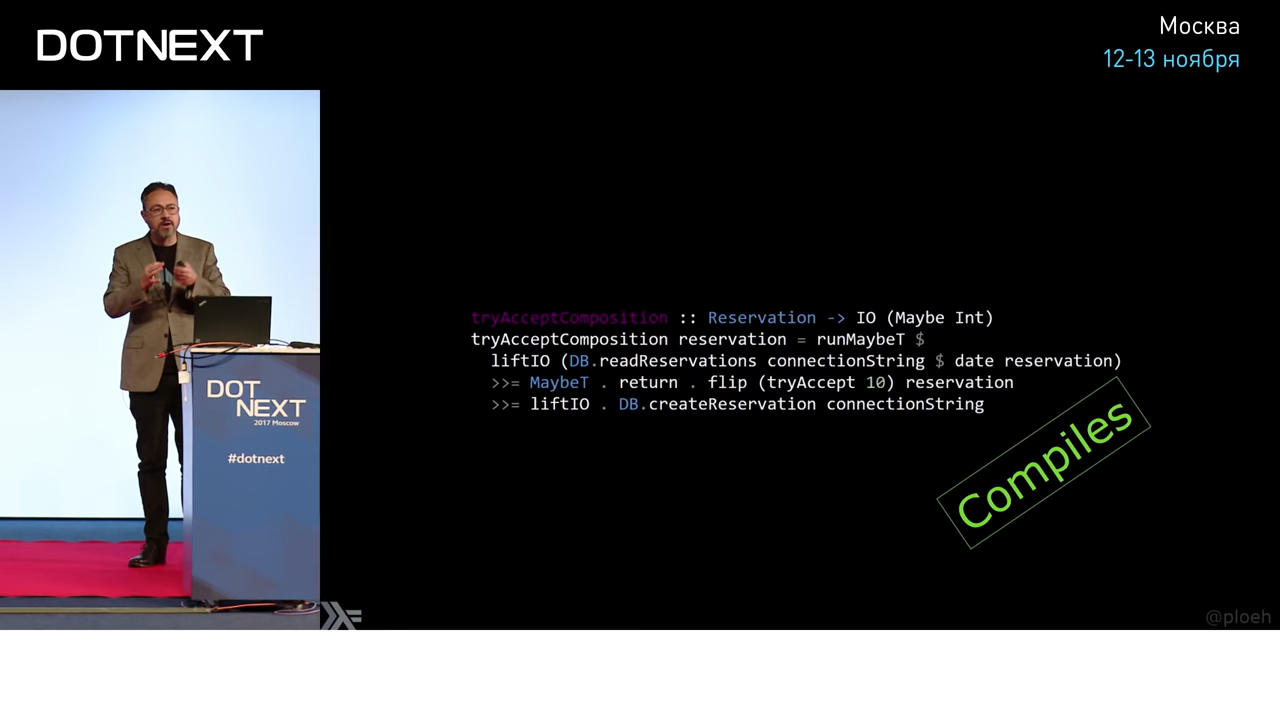 DOTNEXT
Москва
12-13 ноября
DOT
NEXT
2017 Moscow
#dotnext
tryAcceptComposition :: Reservation -> IO (Maybe Int)
tryAcceptComposition reservation = runMaybeT $
  liftIO (DB.readReservations connectionString $ date reservation)
  >>= MaybeT . return . flip (tryAccept 10) reservation
  >>= liftIO . DB.createReservation connectionString
Compiles
@ploeh